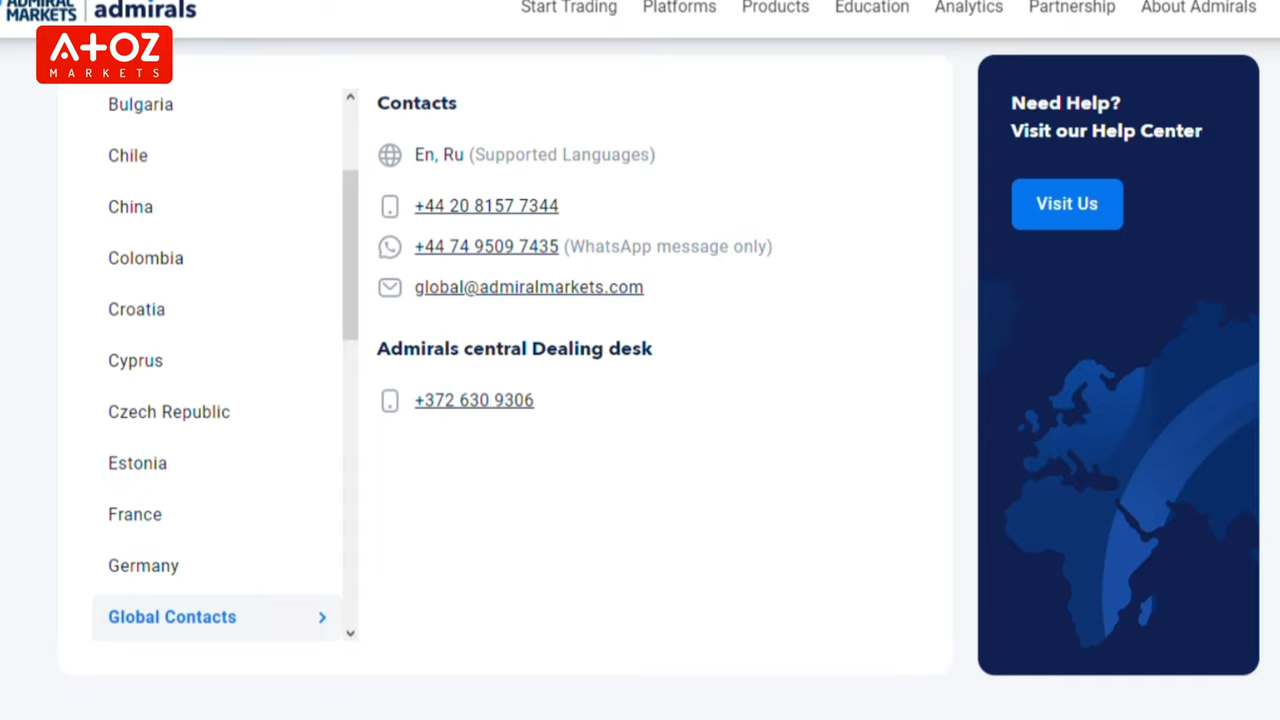 ADMIRAL
MARKETS
admirals
Start Trading
Platforms
Products
Education
Analytics
Partnership
About Admirals
A+OZ
MARKETS
Bulgaria
Chile
China
Colombia
Croatia
Cyprus
Czech Republic
Estonia
France
Germany
Global Contacts
Contacts
En, Ru (Supported Languages)
+44 20 8157 7344
+44 74 9509 7435 (WhatsApp message only)
global@admiralmarkets.com
Admirals central Dealing desk
+372 630 9306
Need Help?
Visit our Help Center
Visit Us